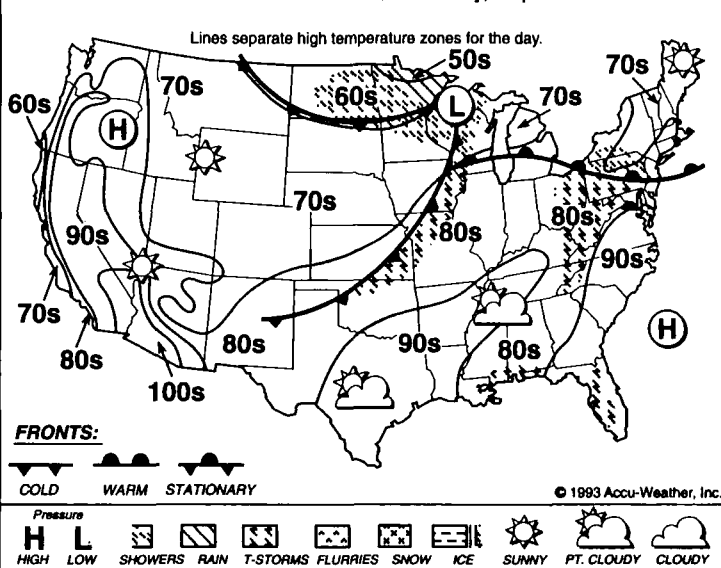 Lines separate high temperature zones for the day.
50s
70s
70s
60s
60s
70s
H
L
70s
90s
80s
80s
90s
70s
80s
100s
80s
90s
80s
H
FRONTS:
COLD WARM STATIONARY
© 1993 Accu-Weather, Inc.
Pressure
H L
HIGH LOW SHOWERS RAIN T-STORMS FLURRIES SNOW ICE SUNNY PT. CLOUDY CLOUDY